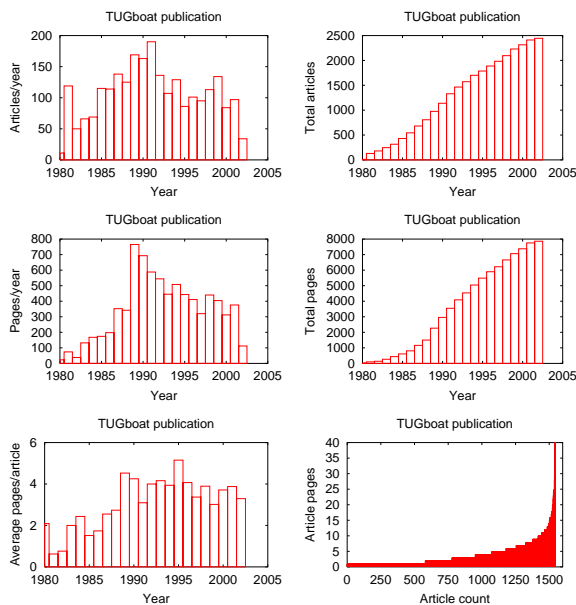 TUGboat publication
Articles/year
200
150
100
50
0
1980 1985 1990 1995 2000 2005
Year
TUGboat publication
Total articles
2500
2000
1500
1000
500
0
1980 1985 1990 1995 2000 2005
Year
TUGboat publication
Pages/year
800
700
600
500
400
300
200
100
0
1980 1985 1990 1995 2000 2005
Year
TUGboat publication
Total pages
8000
7000
6000
5000
4000
3000
2000
1000
0
1980 1985 1990 1995 2000 2005
Year
TUGboat publication
Average pages/article
6
4
2
0
1980 1985 1990 1995 2000 2005
Year
TUGboat publication
Article pages
40
35
30
25
20
15
10
5
0
0 250 500 750 1000 1250 1500
Article count